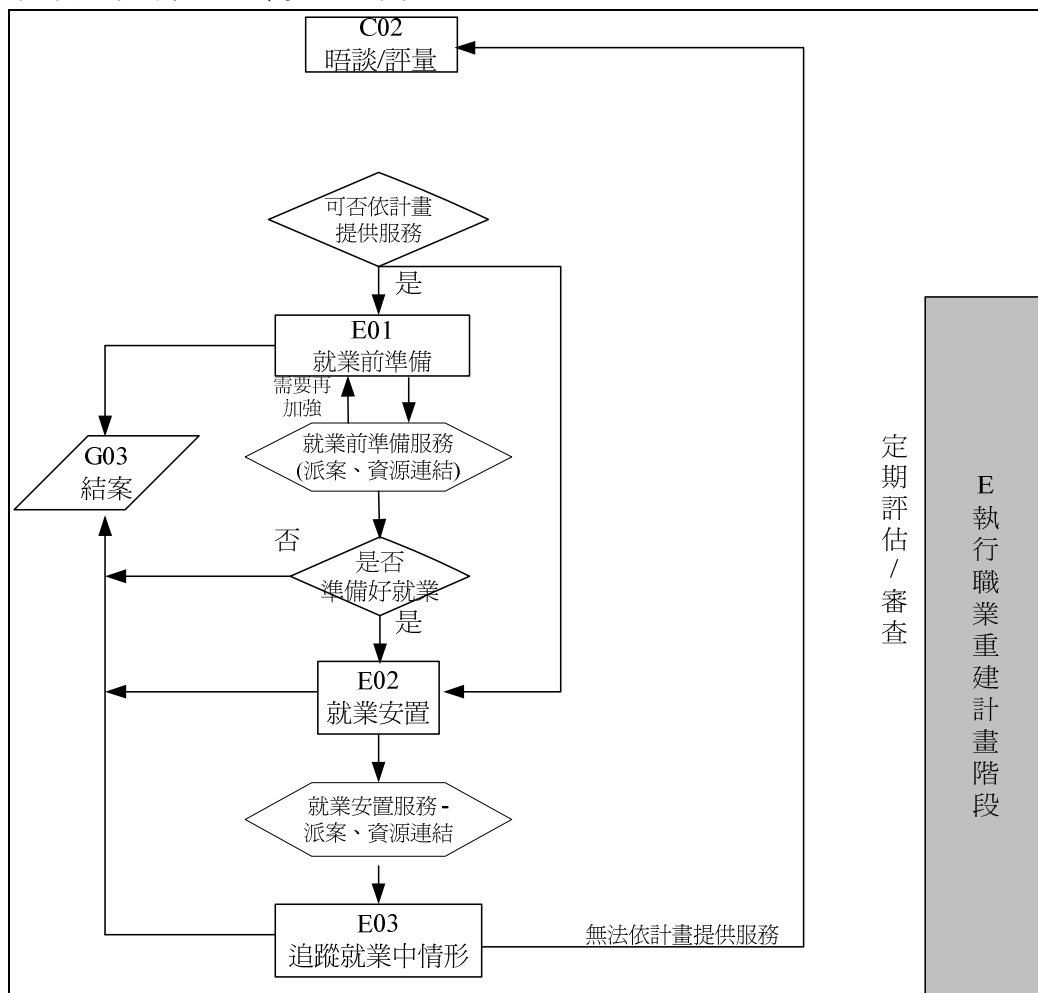 C02
晤談/評量
可否依計畫
提供服務
是
E01
就業前準備
需要再
加強
就業前準備服務
(派案、資源連結)
G03
結案
否
是否
準備好就業
是
E02
就業安置
就業安置服務-
派案、資源連結
E03
追蹤就業中情形
無法依計畫提供服務
定期評估/審查
E執行職業重建計畫階段